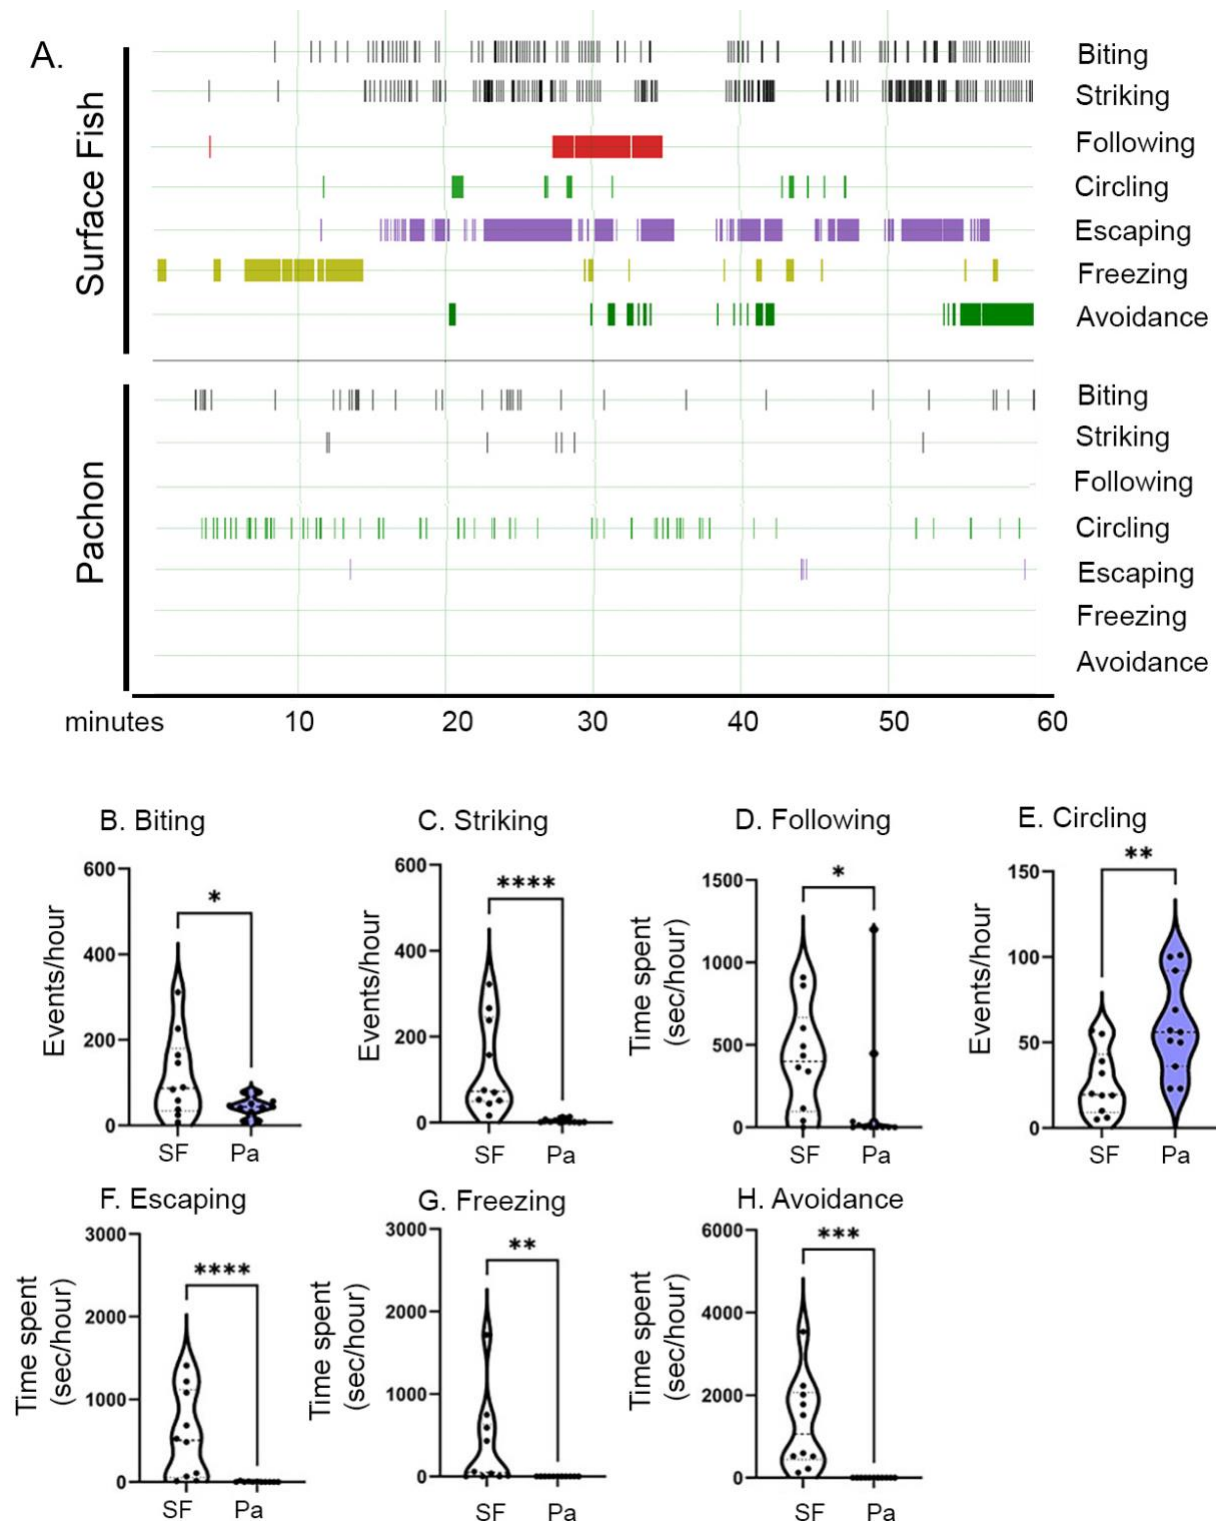 A.
Surface Fish
Biting
Striking
Following
Circling
Escaping
Freezing
Avoidance
Pachon
Biting
Striking
Following
Circling
Escaping
Freezing
Avoidance
minutes 10 20 30 40 50 60
B. Biting
Events/hour
600
400
200
0
*
SF Pa
C. Striking
Events/hour
600
400
200
0
****
SF Pa
D. Following
Time spent
(sec/hour)
1500
1000
500
0
*
SF Pa
E. Circling
Events/hour
150
100
50
0
**
SF Pa
F. Escaping
Time spent
(sec/hour)
3000
2000
1000
0
****
SF Pa
G. Freezing
Time spent
(sec/hour)
3000
2000
1000
0
**
SF Pa
H. Avoidance
Time spent
(sec/hour)
6000
4000
2000
0
***
SF Pa